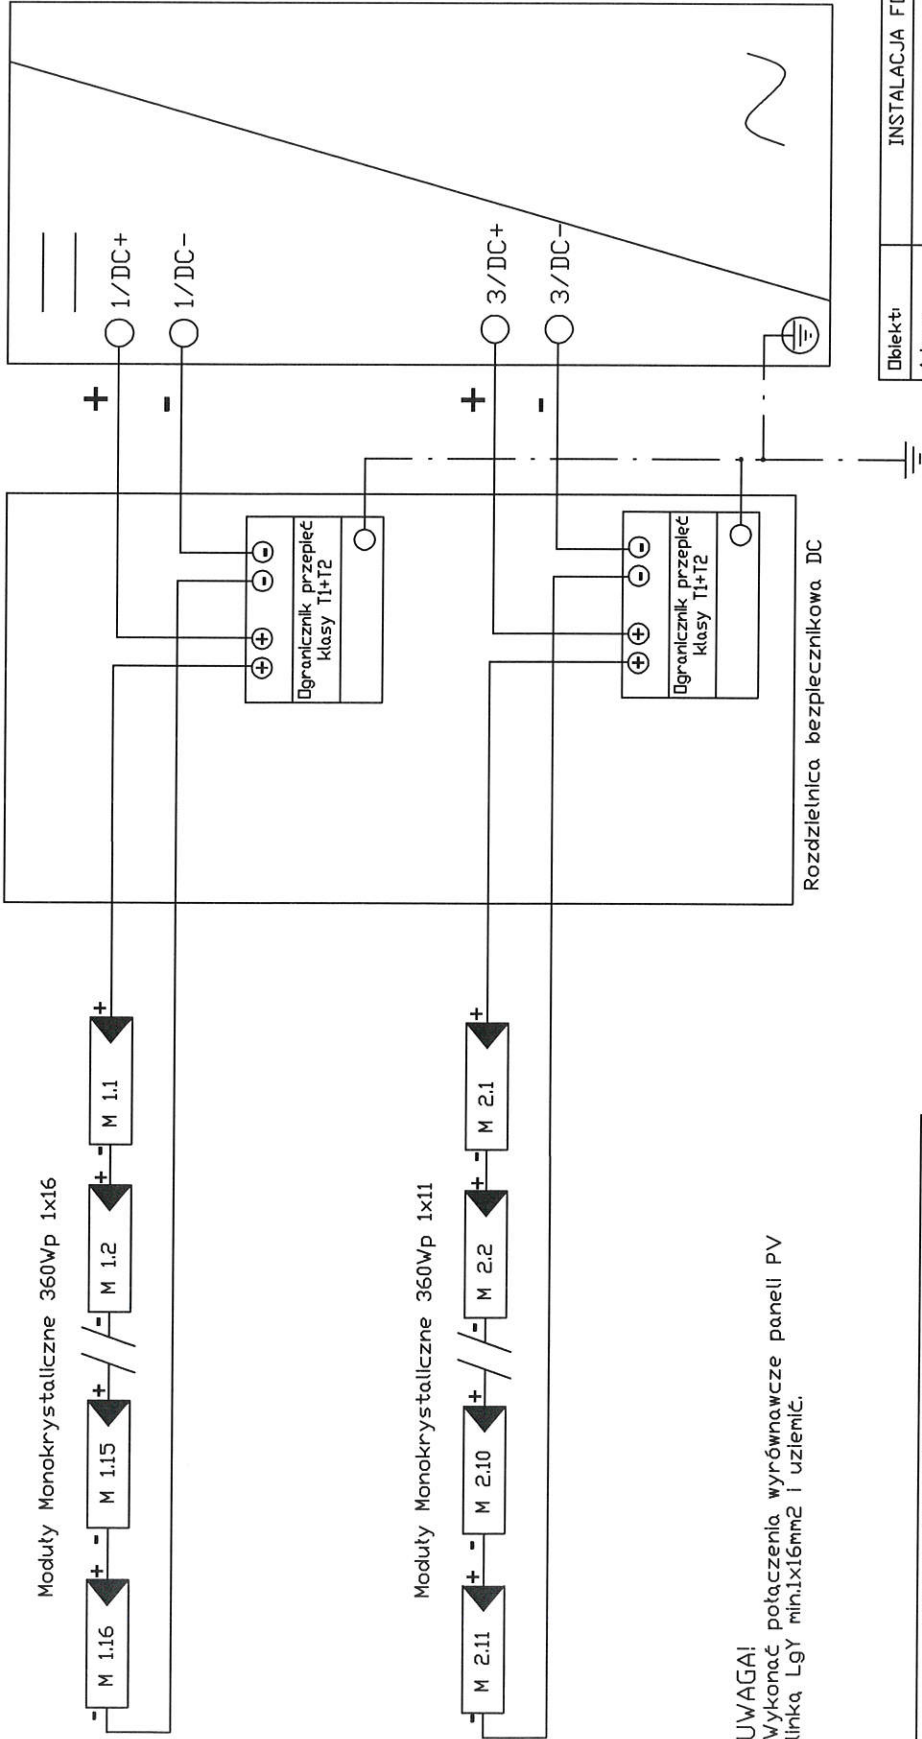 Moduły Monokrystaliczne 360Wp 1x16
- M 1.16 +
- M 1.15 +
- M 1.2 +
- M 1.1 +
+
-
1/DC+
1/DC-
Ogranicznik przepięć
klasy T1+T2
Moduły Monokrystaliczne 360Wp 1x11
- M 2.11 +
- M 2.10 +
- M 2.2 +
- M 2.1 +
+
-
3/DC+
3/DC-
Ogranicznik przepięć
klasy T1+T2
Rozdzielnica bezpiecznikowa DC
UWAGA!
Wykonać połączenia wyrównawcze paneli PV
linką LgY min.1x16mm2 i uziemić.
Obiekt:
INSTALACJA